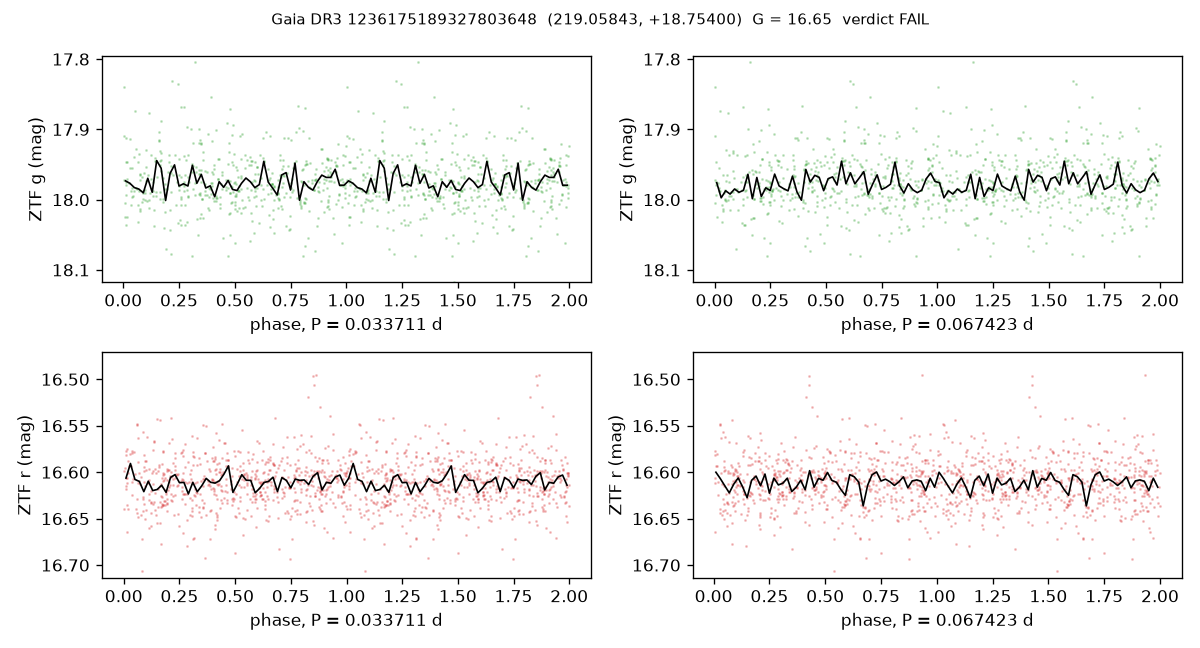 Gaia DR3 1236175189327803648  (219.05843, +18.75400)  G = 16.65  verdict FAIL
17.8
17.9
18.0
18.1
ZTF g (mag)
0.00 0.25 0.50 0.75 1.00 1.25 1.50 1.75 2.00
phase, P = 0.033711 d
17.8
17.9
18.0
18.1
ZTF g (mag)
0.00 0.25 0.50 0.75 1.00 1.25 1.50 1.75 2.00
phase, P = 0.067423 d
16.50
16.55
16.60
16.65
16.70
ZTF r (mag)
0.00 0.25 0.50 0.75 1.00 1.25 1.50 1.75 2.00
phase, P = 0.033711 d
16.50
16.55
16.60
16.65
16.70
ZTF r (mag)
0.00 0.25 0.50 0.75 1.00 1.25 1.50 1.75 2.00
phase, P = 0.067423 d